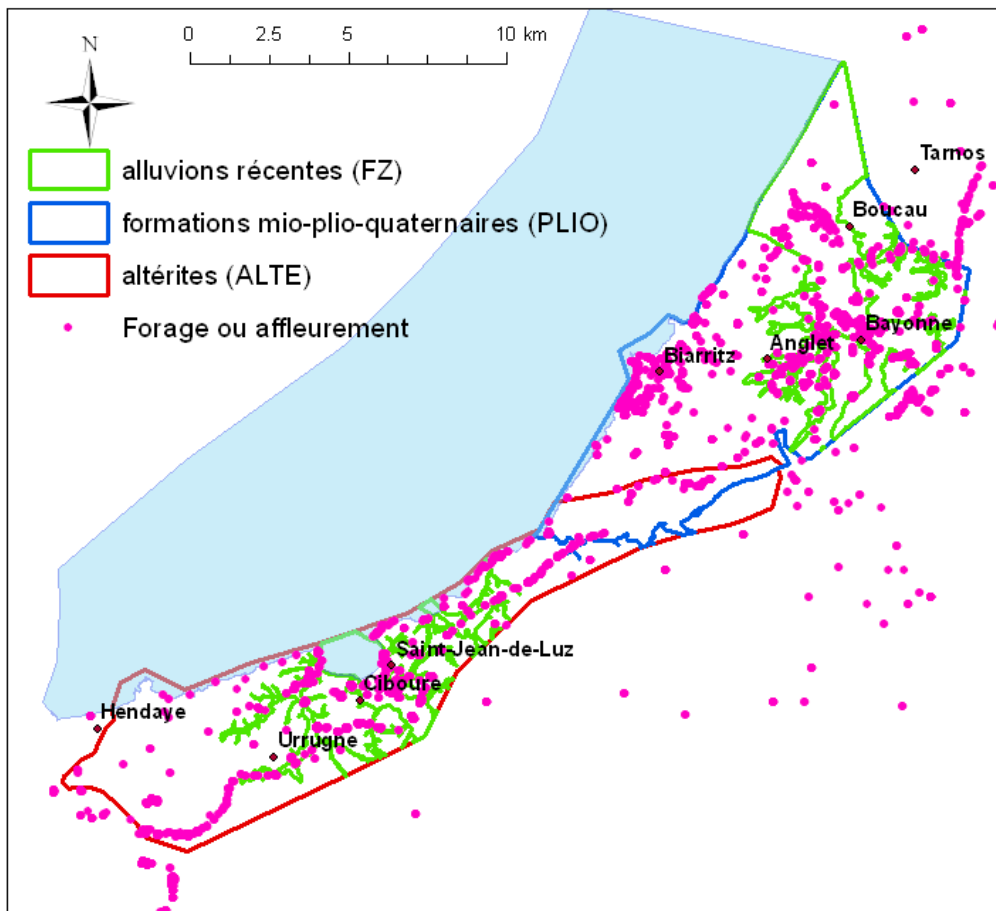 0 2.5 5 10 km
N
alluvions récentes (FZ)
formations mio-plio-quaternaires (PLIO)
altérites (ALTE)
Forage ou affleurement
Tarnos
Boucau
Bayonne
Anglet
Biarritz
Saint-Jean-de-Luz
Ciboure
Hendaye
Urrugne